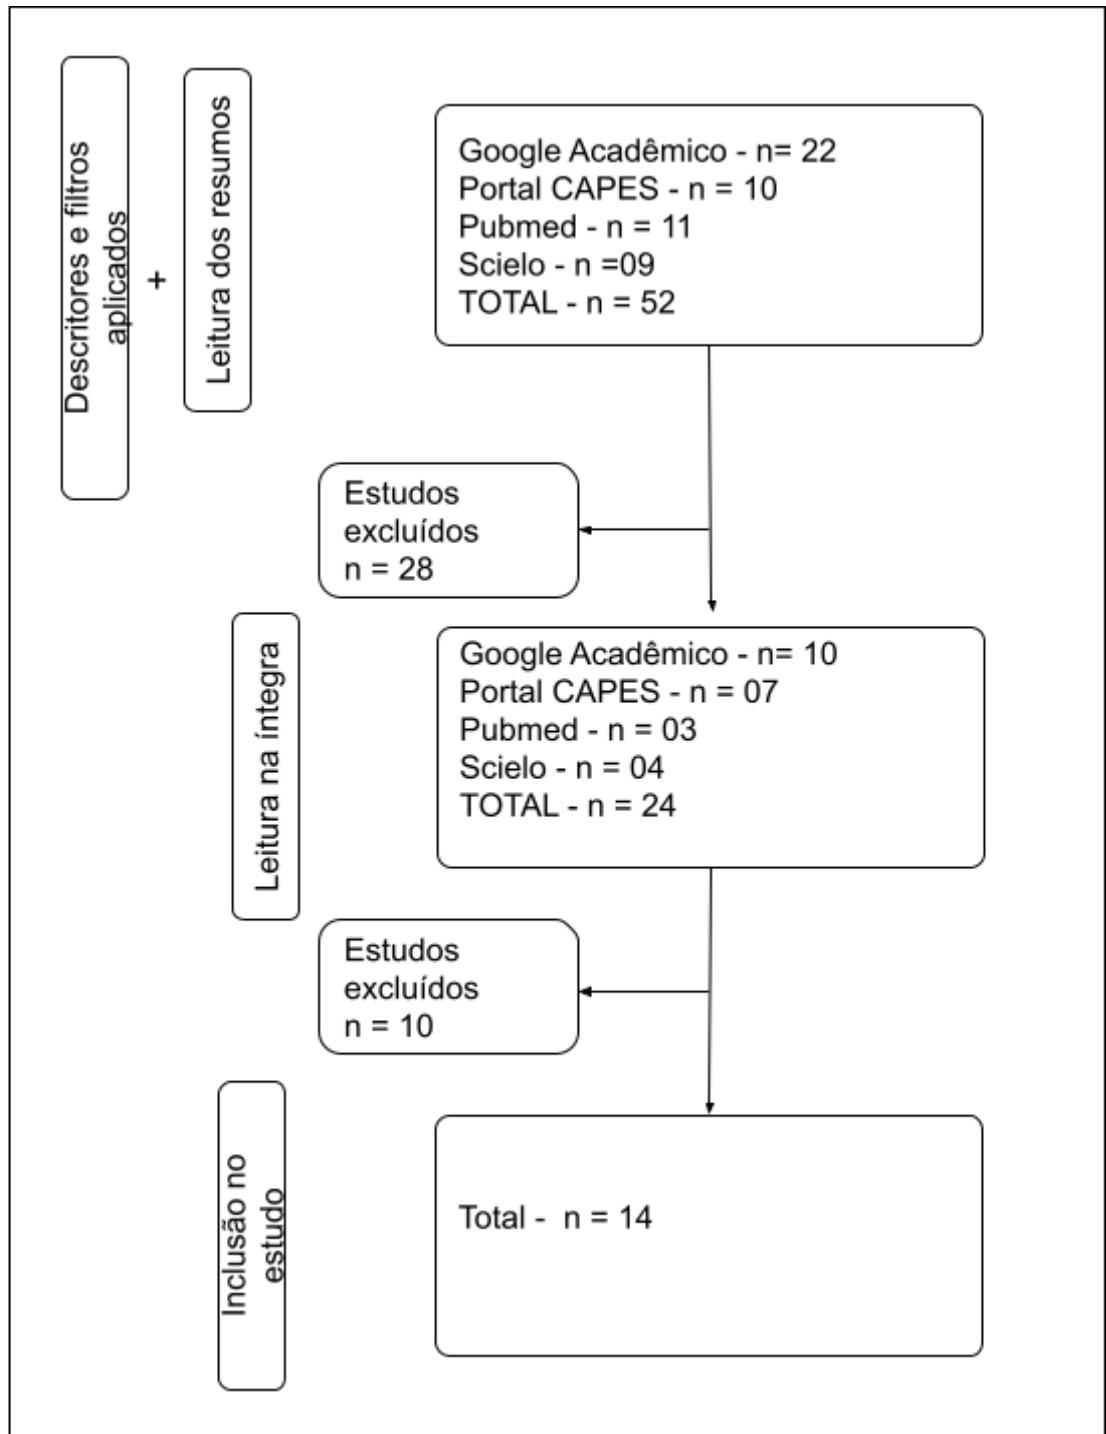 Descritores e filtros
aplicados
+
Leitura dos resumos
Google Acadêmico - n= 22
Portal CAPES - n = 10
Pubmed - n = 11
Scielo - n =09
TOTAL - n = 52
Estudos
excluídos
n = 28
Leitura na íntegra
Google Acadêmico - n= 10
Portal CAPES - n = 07
Pubmed - n = 03
Scielo - n = 04
TOTAL - n = 24
Estudos
excluídos
n = 10
Inclusão no
estudo
Total -  n = 14